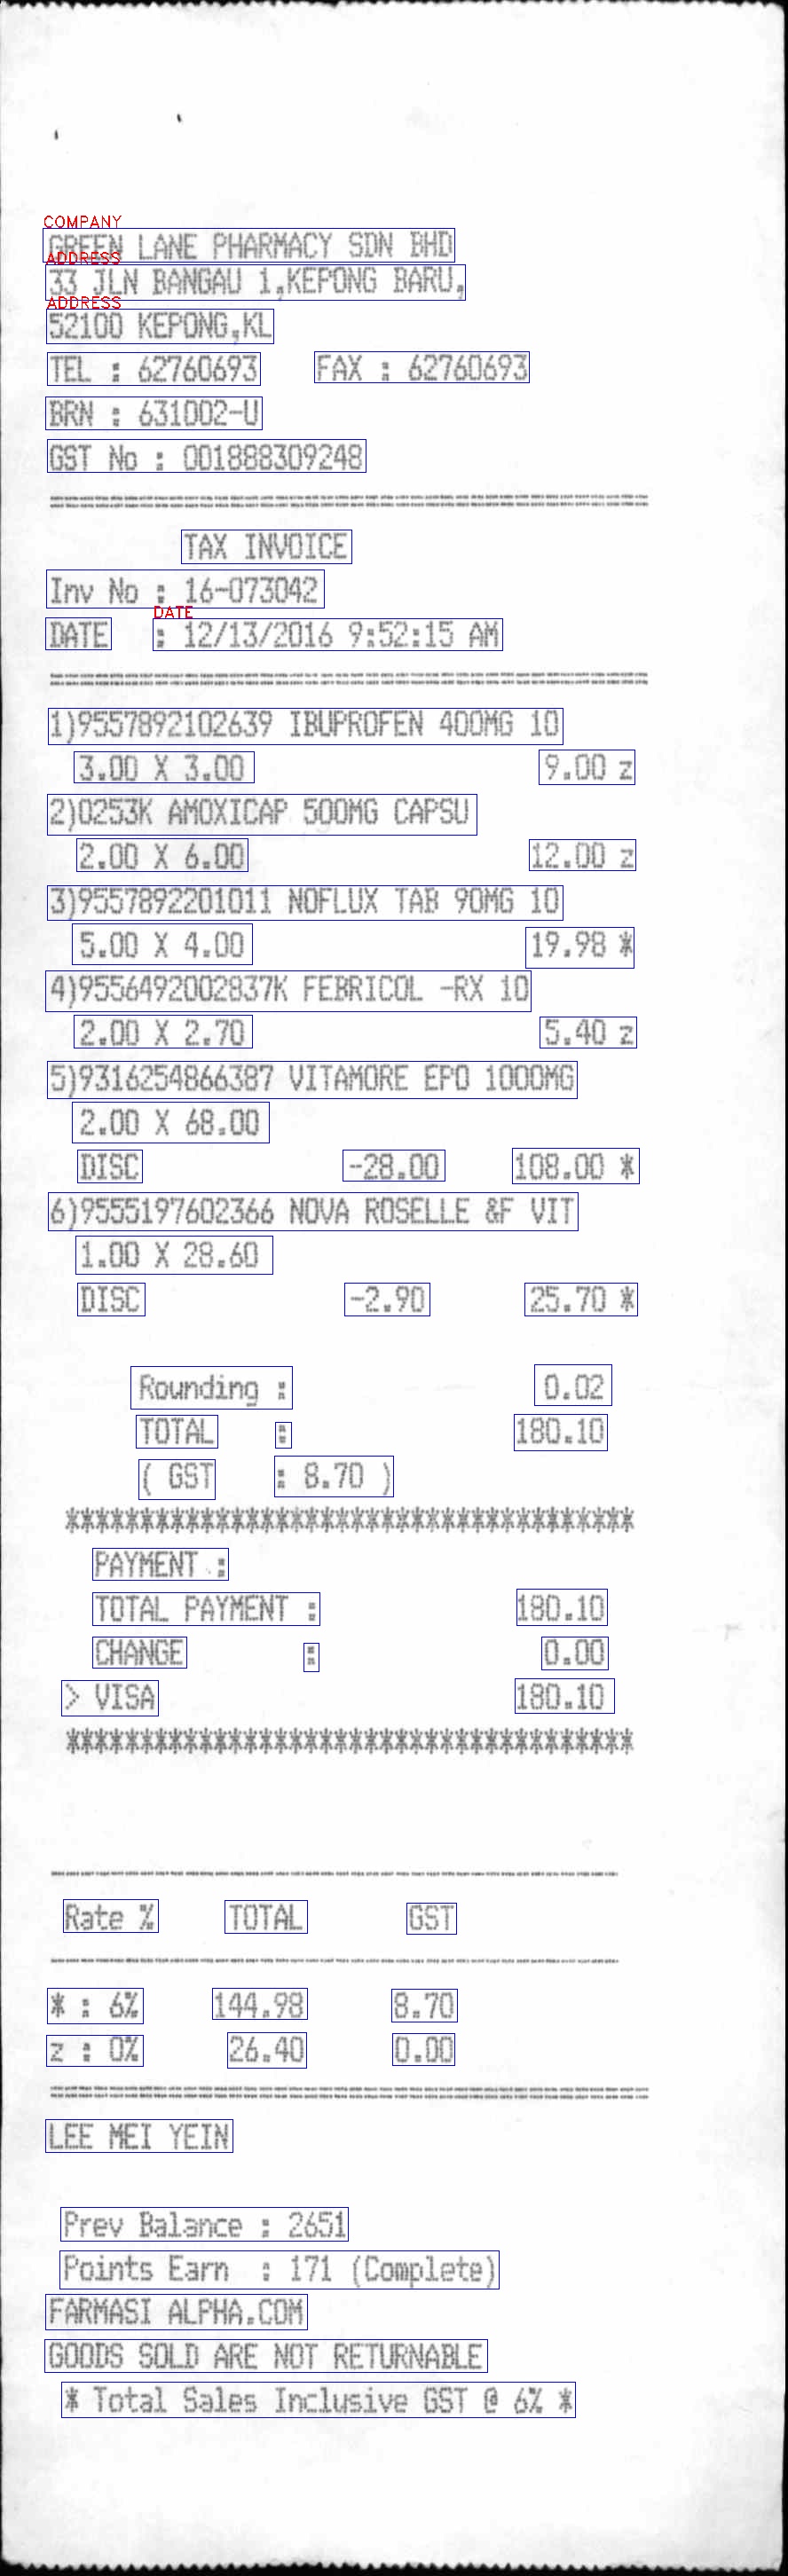 COMPANY
GREEN LANE PHARMACY SDN BHD
ADDRESS
33 JLN BANGAU 1,KEPONG BARU,
ADDRESS
52100 KEPONG,KL
TEL : 62760693 FAX : 62760693
BRN : 631002-U
GST No : 001888309248
TAX INVOICE
Inv No : 16-073042
DATE
DATE : 12/13/2016 9:52:15 AM
1)9557892102639 IBUPROFEN 400MG 10
3.00 X 3.00 9.00 z
2)0253K AMOXICAP 500MG CAPSU
2.00 X 6.00 12.00 z
3)9557892201011 NOFLUX TAB 90MG 10
5.00 X 4.00 19.98 *
4)9556492002837K FEBRICOL -RX 10
2.00 X 2.70 5.40 z
5)9316254866387 VITAMORE EPO 1000MG
2.00 X 68.00
DISC -28.00 108.00 *
6)9555197602366 NOVA ROSELLE &F VIT
1.00 X 28.60
DISC -2.90 25.70 *
Rounding : 0.02
TOTAL : 180.10
( GST : 8.70 )
**************************************
PAYMENT :
TOTAL PAYMENT : 180.10
CHANGE : 0.00
> VISA 180.10
**************************************
Rate % TOTAL GST
* : 6% 144.98 8.70
z : 0% 26.40 0.00
LEE MEI YEIN
Prev Balance : 2651
Points Earn : 171 (Complete)
FARMASI ALPHA.COM
GOODS SOLD ARE NOT RETURNABLE
* Total Sales Inclusive GST @ 6% *